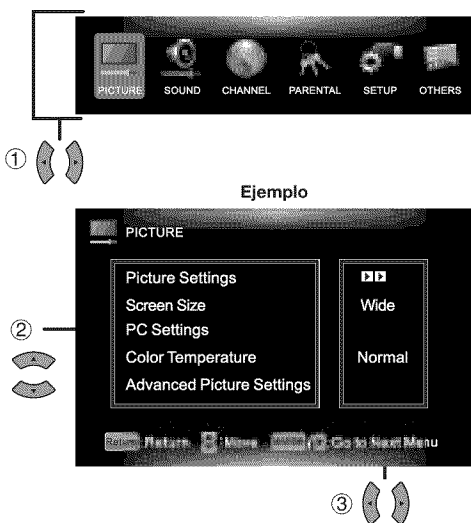 PICTURE SOUND CHANNEL PARENTAL SETUP OTHERS
①
Ejemplo
PICTURE
Picture Settings
Screen Size Wide
② PC Settings
Color Temperature Normal
Advanced Picture Settings
Return Return Move Go to Next Menu
③